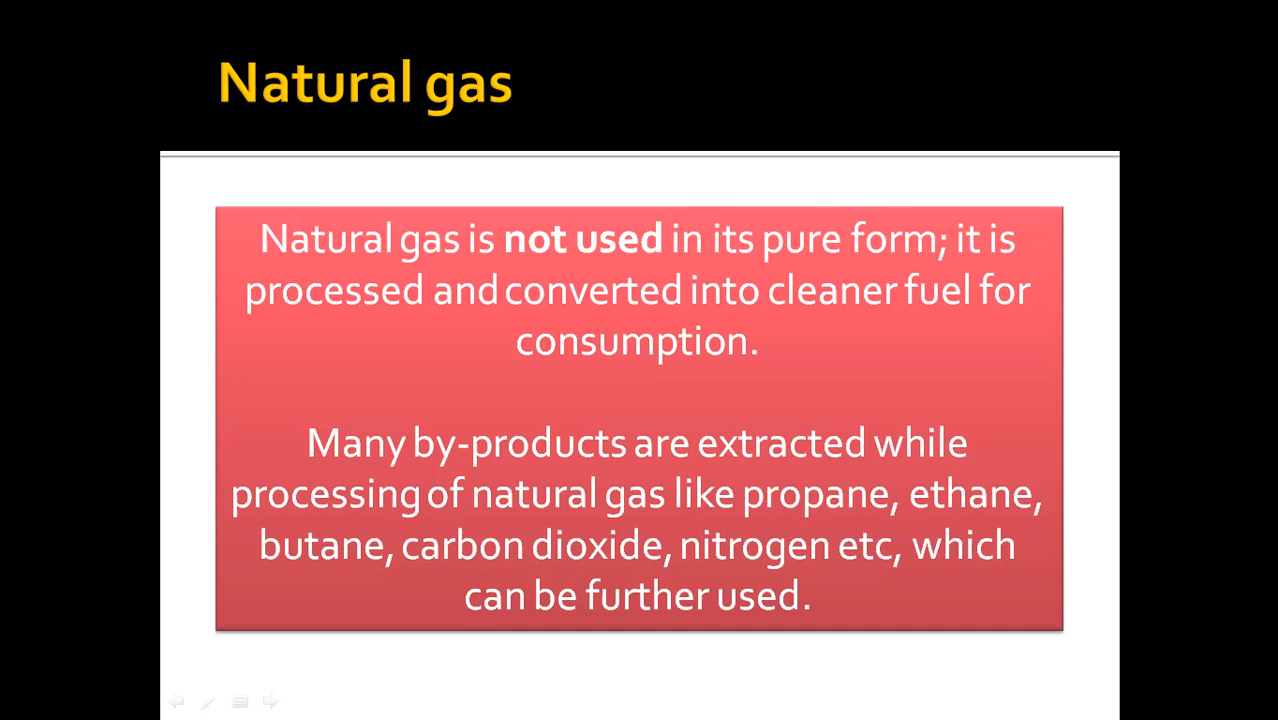 Natural gas
Natural gas is not used in its pure form; it is
processed and converted into cleaner fuel for
consumption.
Many by-products are extracted while
processing of natural gas like propane, ethane,
butane, carbon dioxide, nitrogen etc, which
can be further used.